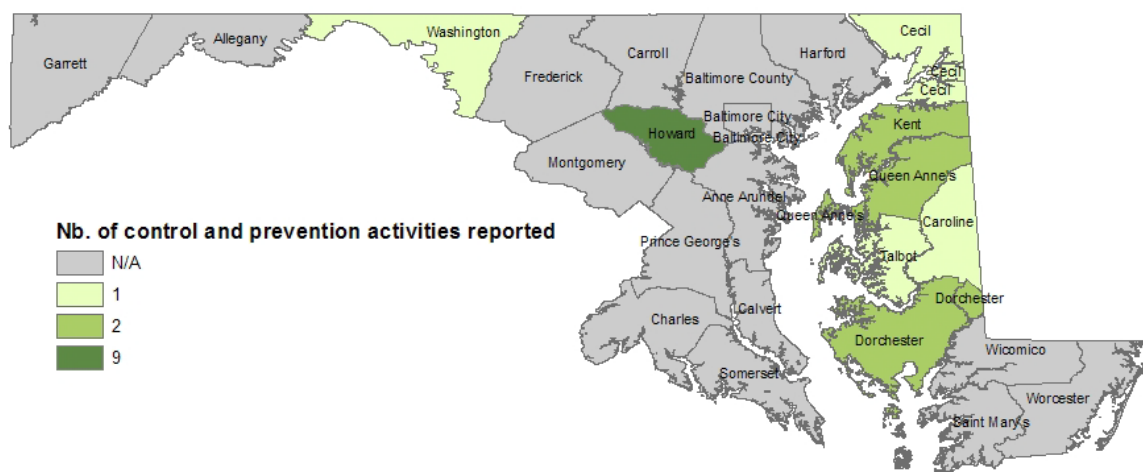 Garrett
Allegany
Washington
Frederick
Carroll
Baltimore County
Harford
Cecil
Cecil
Cecil
Baltimore City
Baltimore City
Howard
Montgomery
Kent
Queen Anne's
Anne Arundel
Queen Anne's
Caroline
Prince George's
Talbot
Calvert
Charles
Dorchester
Dorchester
Somerset
Wicomico
Worcester
Saint Mary's
Nb. of control and prevention activities reported
N/A
1
2
9